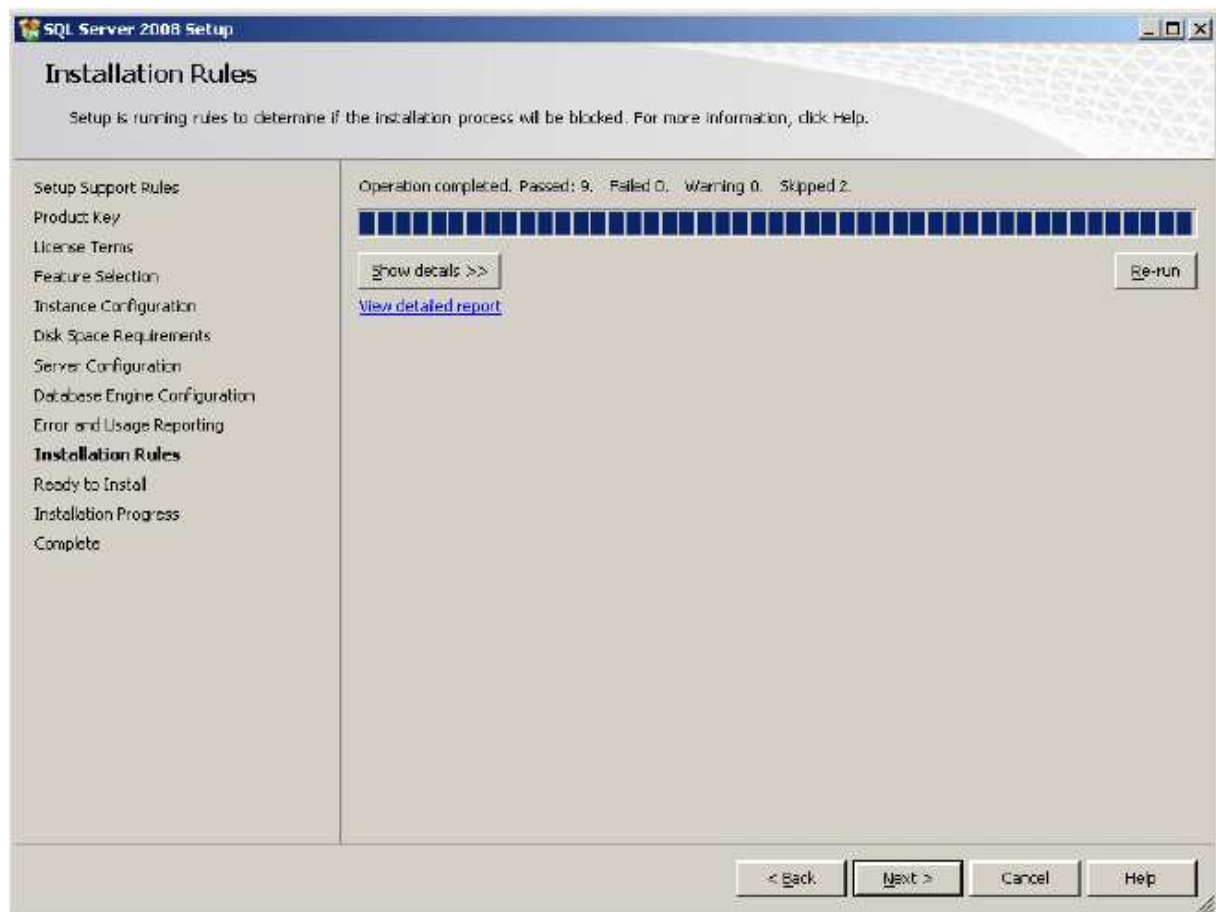 SQL Server 2008 Setup
Installation Rules
Setup is running rules to determine if the installation process will be blocked. For more information, click Help.
Setup Support Rules
Product Key
License Terms
Feature Selection
Instance Configuration
Disk Space Requirements
Server Configuration
Database Engine Configuration
Error and Usage Reporting
Installation Rules
Ready to Install
Installation Progress
Complete
Operation completed. Passed: 9. Failed 0. Warning 0. Skipped 2.
Show details >>
Re-run
View detailed report
< Back
Next >
Cancel
Help